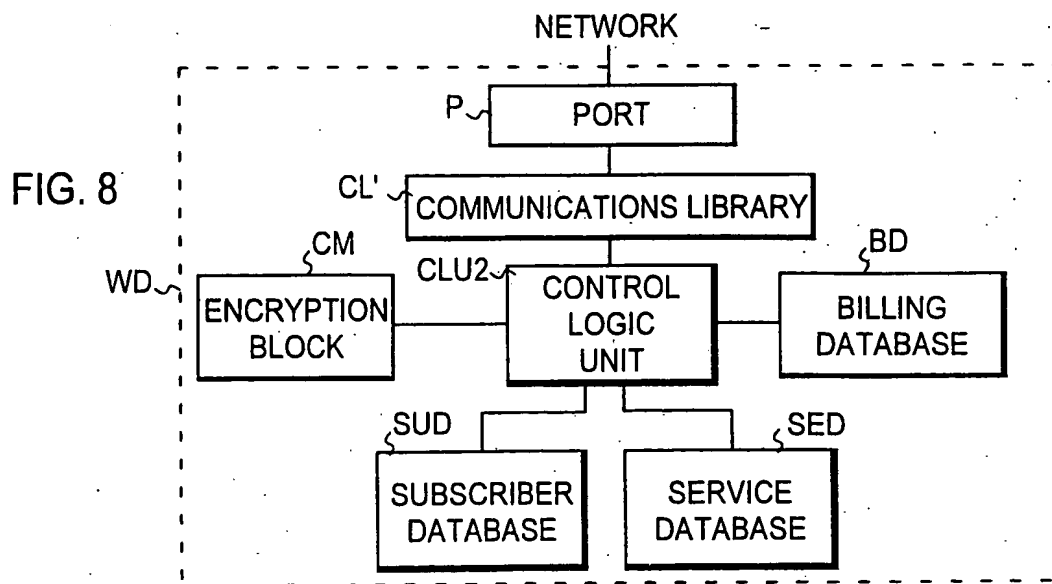 NETWORK
P
PORT
FIG. 8
CL'
COMMUNICATIONS LIBRARY
WD
CM
ENCRYPTION
BLOCK
CLU2
CONTROL
LOGIC
UNIT
BD
BILLING
DATABASE
SUD
SUBSCRIBER
DATABASE
SED
SERVICE
DATABASE